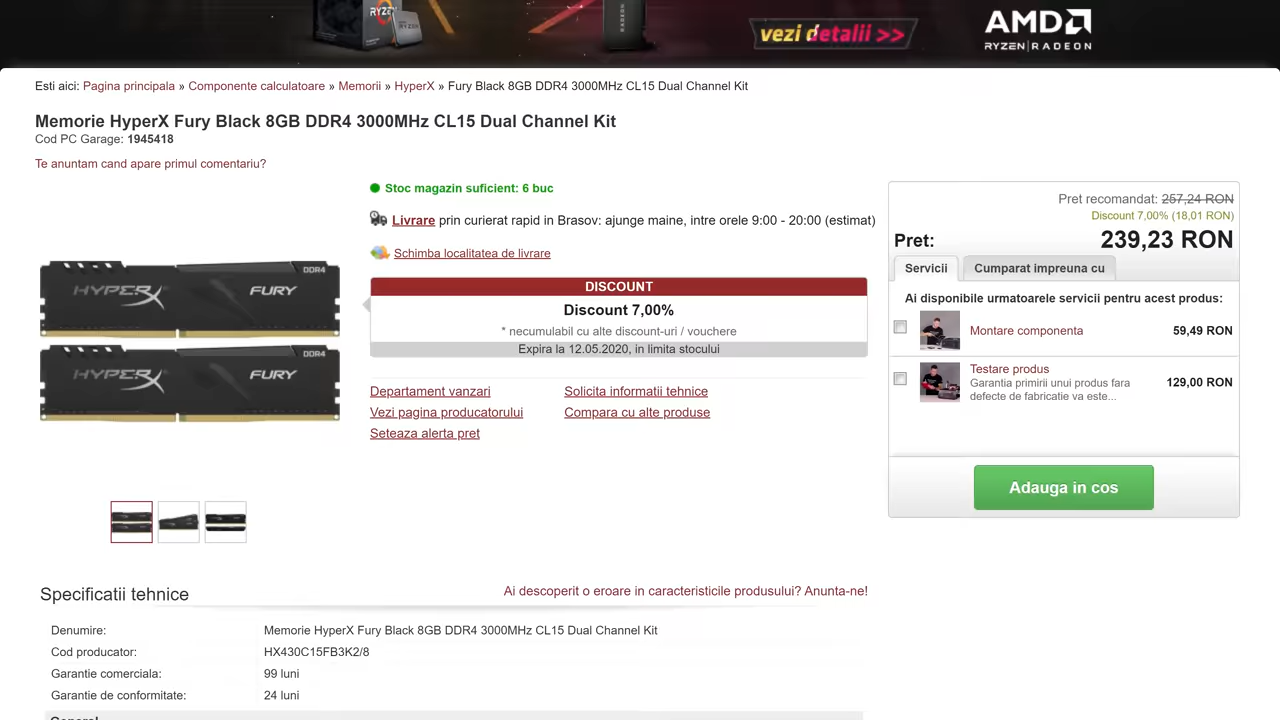 RYZEN
RYZEN
RADEON
vezi detalii >>
AMD
RYZEN | RADEON
Esti aici: Pagina principala » Componente calculatoare » Memorii » HyperX » Fury Black 8GB DDR4 3000MHz CL15 Dual Channel Kit
Memorie HyperX Fury Black 8GB DDR4 3000MHz CL15 Dual Channel Kit
Cod PC Garage: 1945418
Te anuntam cand apare primul comentariu?
DDR4
HYPERX FURY
DDR4
HYPERX FURY
Stoc magazin suficient: 6 buc
Livrare prin curierat rapid in Brasov: ajunge maine, intre orele 9:00 - 20:00 (estimat)
Schimba localitatea de livrare
DISCOUNT
Discount 7,00%
* necumulabil cu alte discount-uri / vouchere
Expira la 12.05.2020, in limita stocului
Departament vanzari
Solicita informatii tehnice
Vezi pagina producatorului
Compara cu alte produse
Seteaza alerta pret
Pret recomandat: 257,24 RON
Discount 7,00% (18,01 RON)
Pret: 239,23 RON
Servicii
Cumparat impreuna cu
Ai disponibile urmatoarele servicii pentru acest produs:
Montare componenta 59,49 RON
Testare produs
Garantia primirii unui produs fara
defecte de fabricatie va este...
129,00 RON
Adauga in cos
Specificatii tehnice
Ai descoperit o eroare in caracteristicile produsului? Anunta-ne!
Denumire: Memorie HyperX Fury Black 8GB DDR4 3000MHz CL15 Dual Channel Kit
Cod producator: HX430C15FB3K2/8
Garantie comerciala: 99 luni
Garantie de conformitate: 24 luni
General